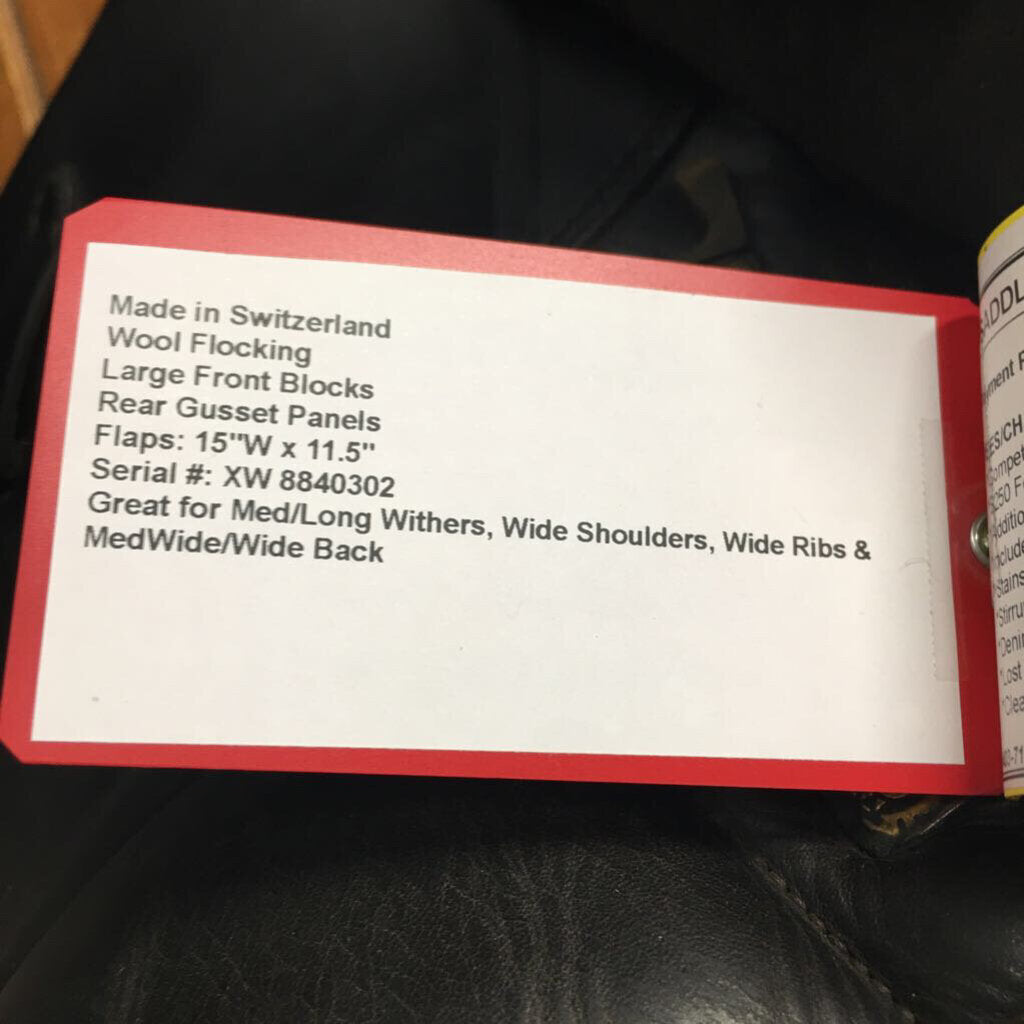 Made in Switzerland
Wool Flocking
Large Front Blocks
Rear Gusset Panels
Flaps: 15"W x 11.5"
Serial #: XW 8840302
Great for Med/Long Withers, Wide Shoulders, Wide Ribs &
MedWide/Wide Back